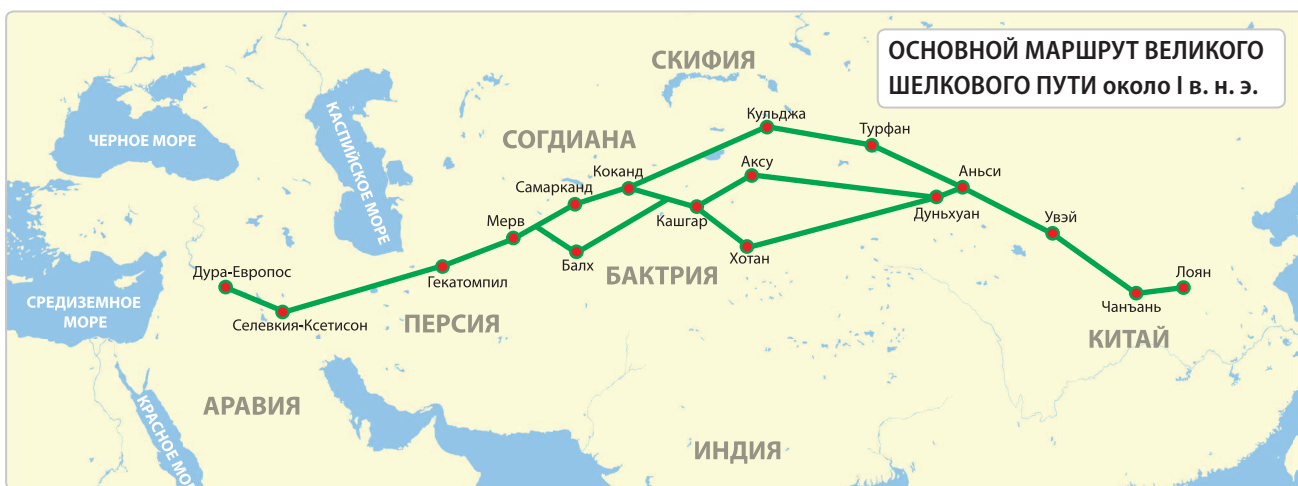 ОСНОВНОЙ МАРШРУТ ВЕЛИКОГО
ШЕЛКОВОГО ПУТИ около I в. н. э.
СКИФИЯ
ЧЕРНОЕ МОРЕ
КАСПИЙСКОЕ МОРЕ
СОГДИАНА
Кульджа
Турфан
Коканд
Аксу
Аньси
Самарканд
Кашгар
Дуньхуан
Мерв
Увэй
Балх
Хотан
БАКТРИЯ
Дура-Европос
Гекатомпил
Лоян
СРЕДИЗЕМНОЕ
МОРЕ
Селевкия-Ксетисон
ПЕРСИЯ
Чанъань
КИТАЙ
АРАВИЯ
КРАСНОЕ МОР
ИНДИЯ